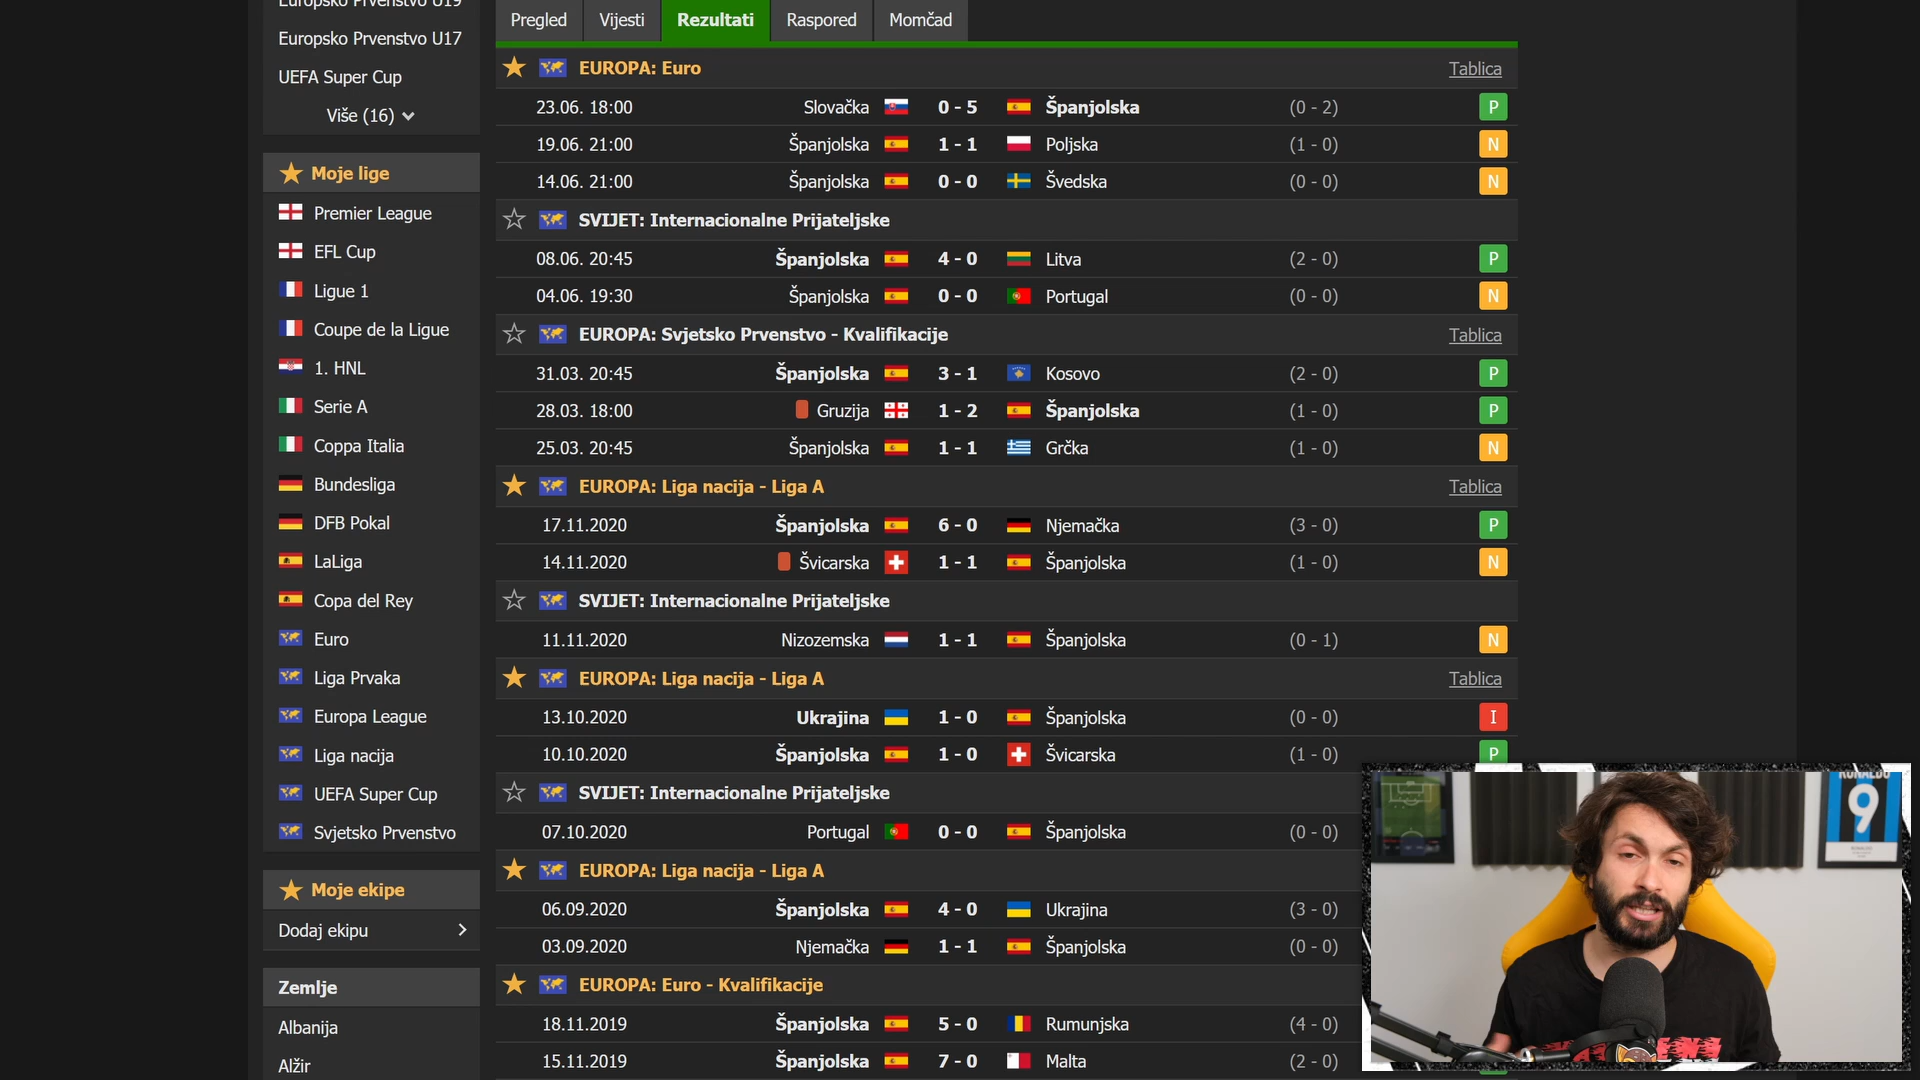 Europsko Prvenstvo U19
Europsko Prvenstvo U17
UEFA Super Cup
Više (16)
Moje lige
Premier League
EFL Cup
Ligue 1
Coupe de la Ligue
1. HNL
Serie A
Coppa Italia
Bundesliga
DFB Pokal
LaLiga
Copa del Rey
Euro
Liga Prvaka
Europa League
Liga nacija
UEFA Super Cup
Svjetsko Prvenstvo
Moje ekipe
Dodaj ekipu
Zemlje
Albanija
Alžir
Pregled Vijesti Rezultati Raspored Momčad
EUROPA: Euro Tablica
23.06. 18:00 Slovačka 0 - 5 Španjolska (0 - 2) P
19.06. 21:00 Španjolska 1 - 1 Poljska (1 - 0) N
14.06. 21:00 Španjolska 0 - 0 Švedska (0 - 0) N
SVIJET: Internacionalne Prijateljske
08.06. 20:45 Španjolska 4 - 0 Litva (2 - 0) P
04.06. 19:30 Španjolska 0 - 0 Portugal (0 - 0) N
EUROPA: Svjetsko Prvenstvo - Kvalifikacije Tablica
31.03. 20:45 Španjolska 3 - 1 Kosovo (2 - 0) P
28.03. 18:00 Gruzija 1 - 2 Španjolska (1 - 0) P
25.03. 20:45 Španjolska 1 - 1 Grčka (1 - 0) N
EUROPA: Liga nacija - Liga A Tablica
17.11.2020 Španjolska 6 - 0 Njemačka (3 - 0) P
14.11.2020 Švicarska 1 - 1 Španjolska (1 - 0) N
SVIJET: Internacionalne Prijateljske
11.11.2020 Nizozemska 1 - 1 Španjolska (0 - 1) N
EUROPA: Liga nacija - Liga A Tablica
13.10.2020 Ukrajina 1 - 0 Španjolska (0 - 0) I
10.10.2020 Španjolska 1 - 0 Švicarska (1 - 0) P
SVIJET: Internacionalne Prijateljske
07.10.2020 Portugal 0 - 0 Španjolska (0 - 0)
EUROPA: Liga nacija - Liga A
06.09.2020 Španjolska 4 - 0 Ukrajina (3 - 0)
03.09.2020 Njemačka 1 - 1 Španjolska (0 - 0)
EUROPA: Euro - Kvalifikacije
18.11.2019 Španjolska 5 - 0 Rumunjska (4 - 0)
15.11.2019 Španjolska 7 - 0 Malta (2 - 0)
RONALDO
9